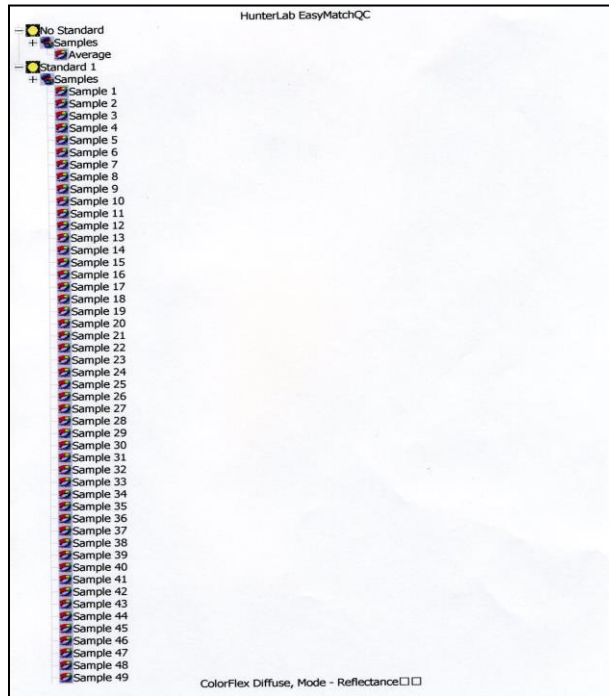 HunterLab EasyMatchQC
No Standard
Samples
Average
Standard 1
Samples
Sample 1
Sample 2
Sample 3
Sample 4
Sample 5
Sample 6
Sample 7
Sample 8
Sample 9
Sample 10
Sample 11
Sample 12
Sample 13
Sample 14
Sample 15
Sample 16
Sample 17
Sample 18
Sample 19
Sample 20
Sample 21
Sample 22
Sample 23
Sample 24
Sample 25
Sample 26
Sample 27
Sample 28
Sample 29
Sample 30
Sample 31
Sample 32
Sample 33
Sample 34
Sample 35
Sample 36
Sample 37
Sample 38
Sample 39
Sample 40
Sample 41
Sample 42
Sample 43
Sample 44
Sample 45
Sample 46
Sample 47
Sample 48
Sample 49
ColorFlex Diffuse, Mode - Reflectance□□